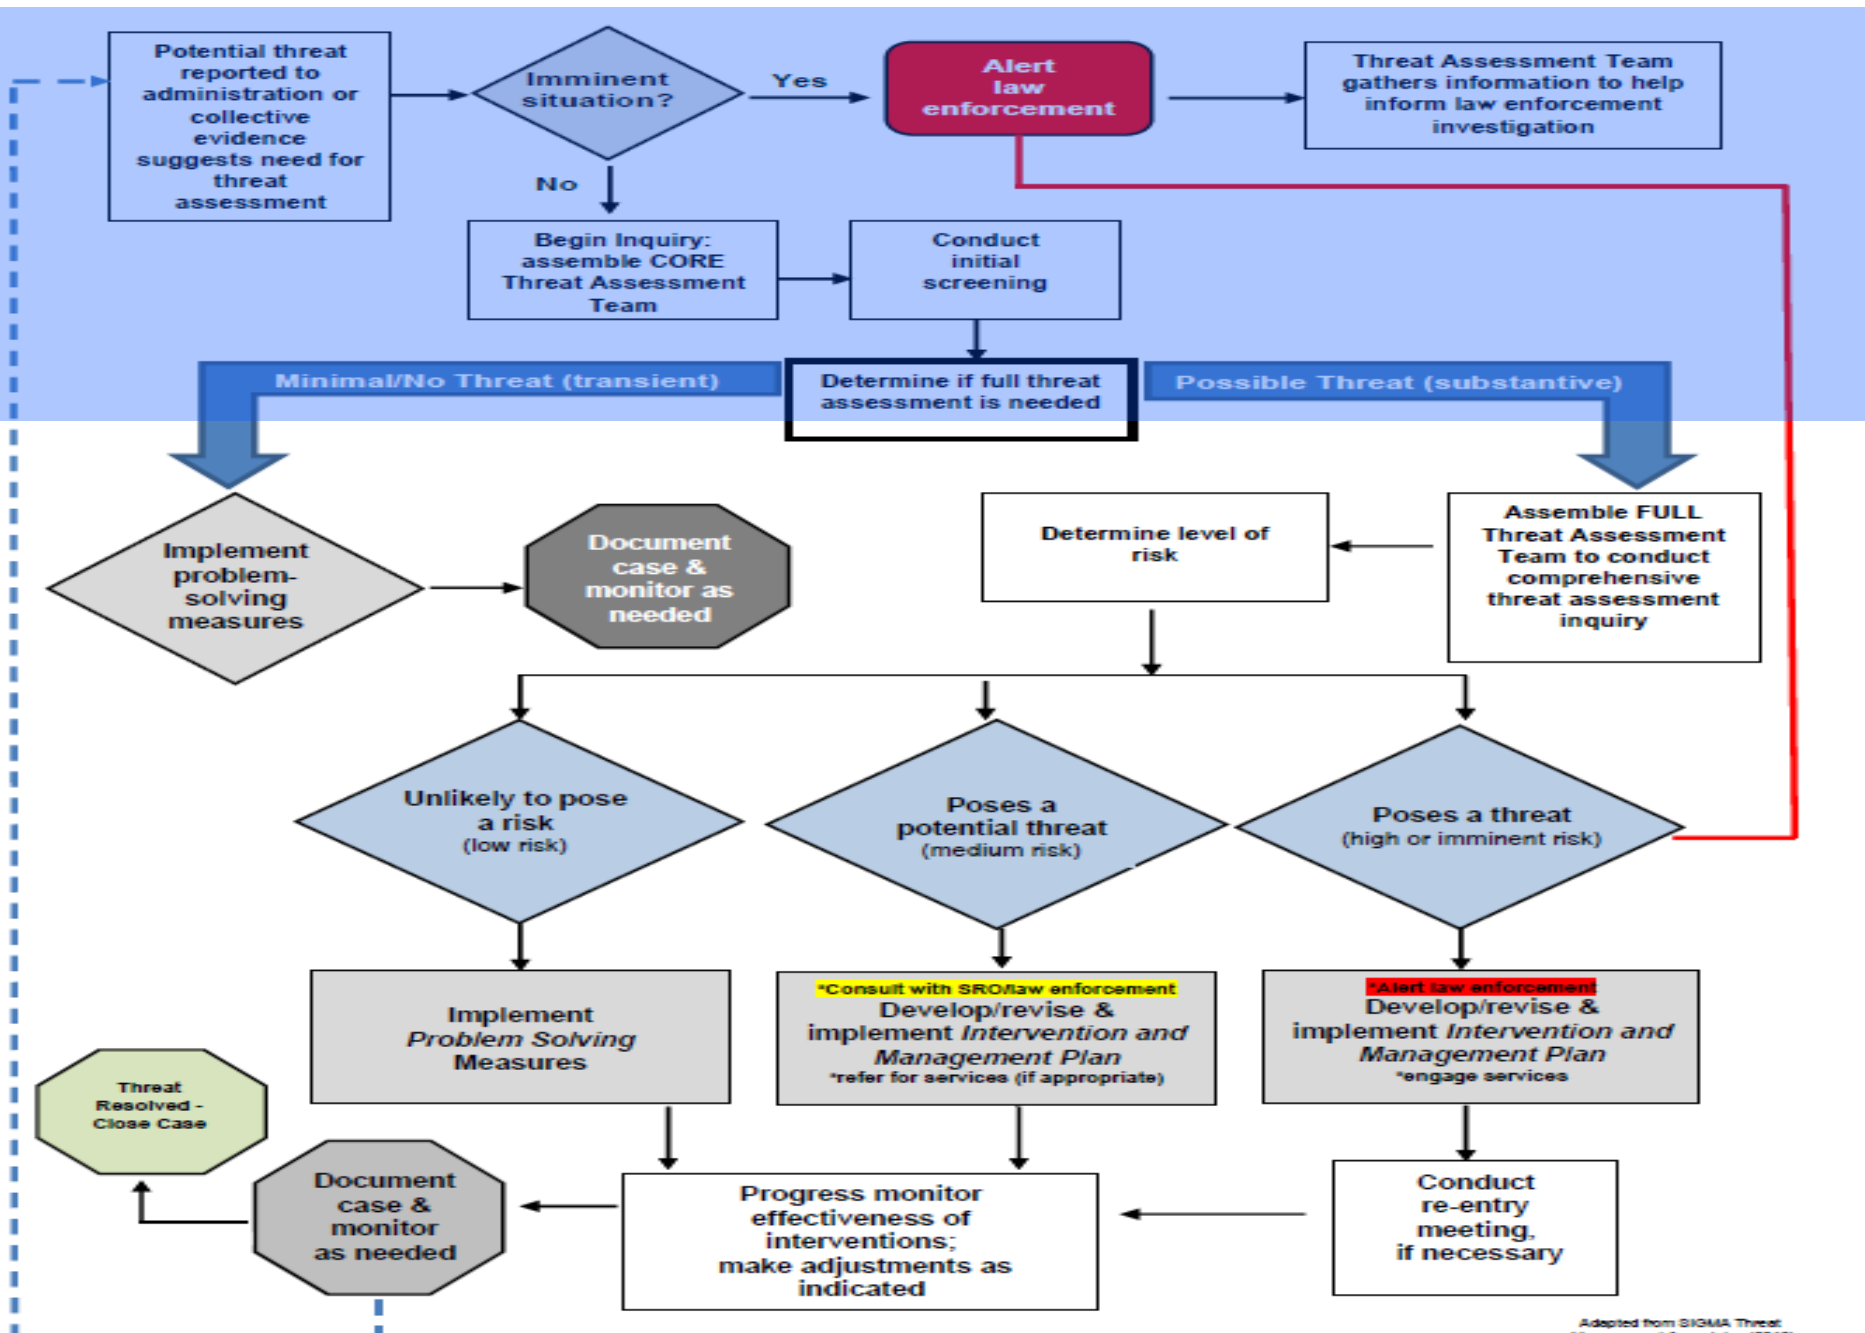 Potential threat
reported to
administration or
collective
evidence
suggests need for
threat
assessment
Imminent
situation?
Yes
Alert
law
enforcement
Threat Assessment Team
gathers information to help
inform law enforcement
investigation
No
Begin Inquiry:
assemble CORE
Threat Assessment
Team
Conduct
initial
screening
Minimal/No Threat (transient)
Determine if full threat
assessment is needed
Possible Threat (substantive)
Implement
problem-
solving
measures
Document
case &
monitor as
needed
Determine level of
risk
Assemble FULL
Threat Assessment
Team to conduct
comprehensive
threat assessment
inquiry
Unlikely to pose
a risk
(low risk)
Poses a
potential threat
(medium risk)
Poses a threat
(high or imminent risk)
Implement
Problem Solving
Measures
*Consult with SRO/law enforcement
Develop/revise &
implement Intervention and
Management Plan
*refer for services (if appropriate)
*Alert law enforcement
Develop/revise &
implement Intervention and
Management Plan
*engage services
Threat
Resolved -
Close Case
Document
case &
monitor
as needed
Progress monitor
effectiveness of
interventions;
make adjustments as
indicated
Conduct
re-entry
meeting,
if necessary
Adapted from SIGMA Threat